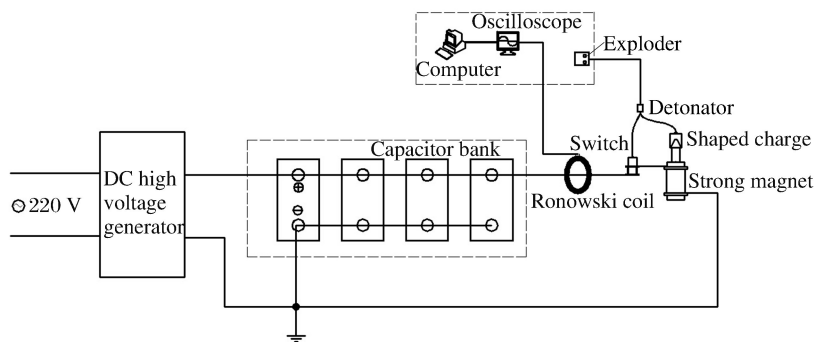 Oscilloscope
Exploder
Computer
Detonator
Switch
Shaped charge
Capacitor bank
DC high
voltage
generator
220 V
Strong magnet
Ronowski coil